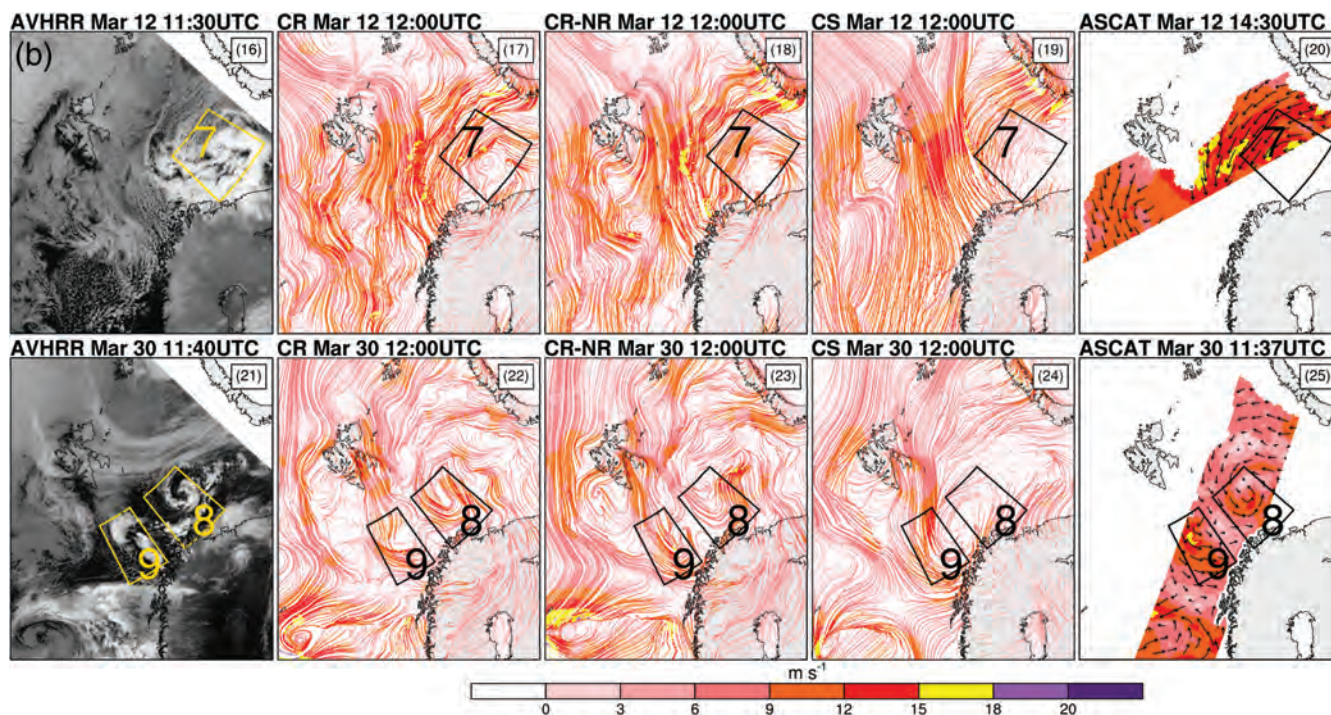 AVHRR Mar 12 11:30UTC
CR Mar 12 12:00UTC
CR-NR Mar 12 12:00UTC
CS Mar 12 12:00UTC
ASCAT Mar 12 14:30UTC
(b)
(16)
(17)
(18)
(19)
(20)
7
7
7
7
7
AVHRR Mar 30 11:40UTC
CR Mar 30 12:00UTC
CR-NR Mar 30 12:00UTC
CS Mar 30 12:00UTC
ASCAT Mar 30 11:37UTC
(21)
(22)
(23)
(24)
(25)
8
9
8
9
8
9
8
9
8
9
m s⁻¹
0 3 6 9 12 15 18 20